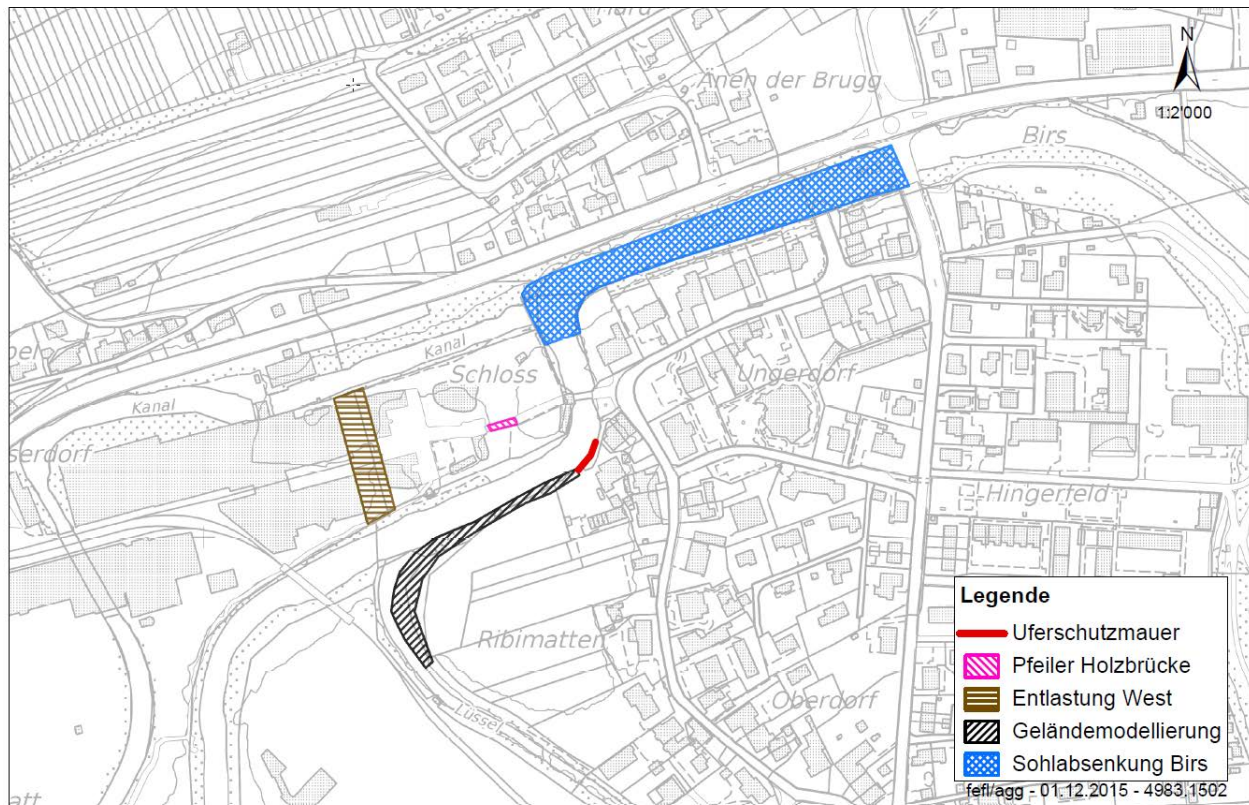 Änen der Brugg
N
1:2'000
Birs
Kanal
Schloss
Ungerdorf
Kanal
serdorf
Hingerfeld
Ribimatten
Oberdorf
Lüssel
Legende
Uferschutzmauer
Pfeiler Holzbrücke
Entlastung West
Geländemodellierung
Sohlabsenkung Birs
fefl/agg - 01.12.2015 - 4983,1502